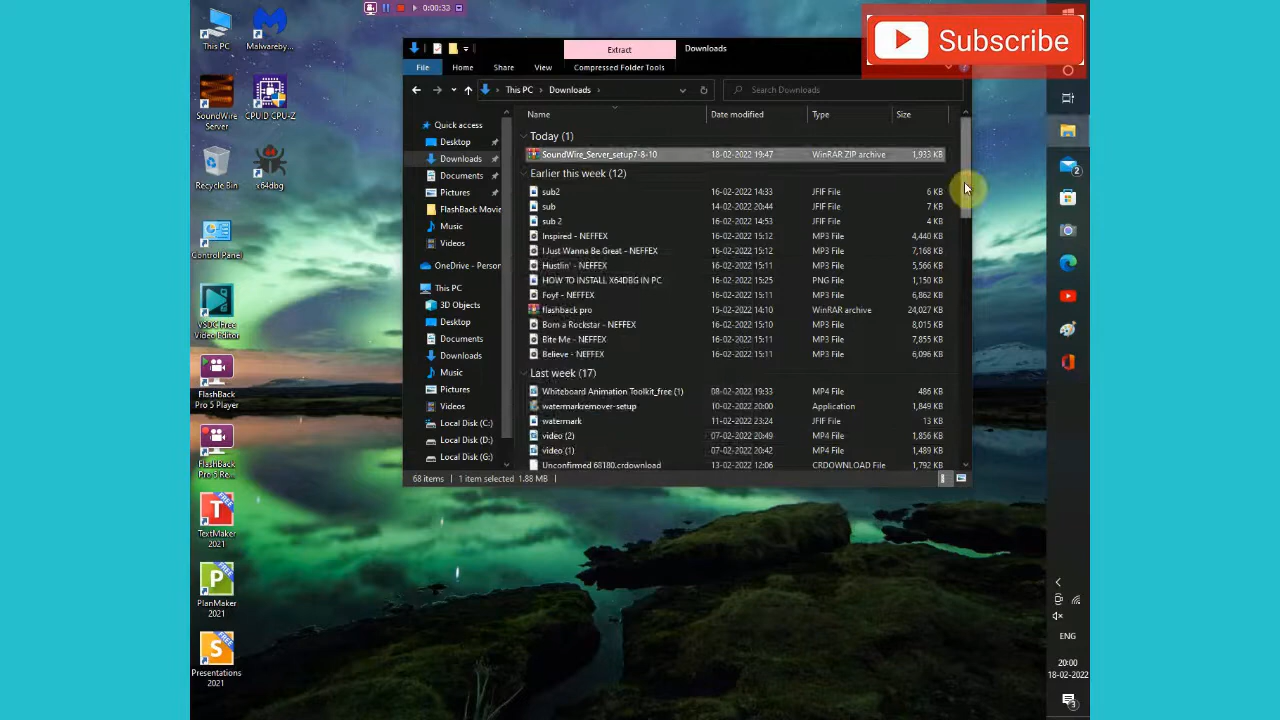 0:00:33
Subscribe
This PC
Malwareby...
SoundWire
Server
CPUID CPU-Z
Recycle Bin
x64dbg
Control Panel
VSDC Free
Video Editor
FlashBack
Pro 5 Player
FlashBack
Pro 5 Re...
TextMaker
2021
PlanMaker
2021
Presentations
2021
Extract
Downloads
File
Home
Share
View
Compressed Folder Tools
This PC
Downloads
Search Downloads
Name
Date modified
Type
Size
Quick access
Desktop
Downloads
Documents
Pictures
FlashBack Movie
Music
Videos
OneDrive - Person
This PC
3D Objects
Desktop
Documents
Downloads
Music
Pictures
Videos
Local Disk (C:)
Local Disk (D:)
Local Disk (G:)
Today (1)
SoundWire_Server_setup7-8-10 18-02-2022 19:47 WinRAR ZIP archive 1,933 KB
Earlier this week (12)
sub2 16-02-2022 14:33 JFIF File 6 KB
sub 14-02-2022 20:44 JFIF File 7 KB
sub 2 16-02-2022 14:53 JFIF File 4 KB
Inspired - NEFFEX 16-02-2022 15:12 MP3 File 4,440 KB
I Just Wanna Be Great - NEFFEX 16-02-2022 15:12 MP3 File 7,168 KB
Hustlin' - NEFFEX 16-02-2022 15:11 MP3 File 5,566 KB
HOW TO INSTALL X64DBG IN PC 16-02-2022 15:25 PNG File 1,150 KB
Foyf - NEFFEX 16-02-2022 15:11 MP3 File 6,862 KB
flashback pro 15-02-2022 14:10 WinRAR archive 24,027 KB
Born a Rockstar - NEFFEX 16-02-2022 15:10 MP3 File 8,015 KB
Bite Me - NEFFEX 16-02-2022 15:11 MP3 File 7,855 KB
Believe - NEFFEX 16-02-2022 15:11 MP3 File 6,096 KB
Last week (17)
Whiteboard Animation Toolkit_free (1) 08-02-2022 19:33 MP4 File 486 KB
watermarkremover-setup 10-02-2022 20:00 Application 1,849 KB
watermark 11-02-2022 23:24 JFIF File 13 KB
video (2) 07-02-2022 20:49 MP4 File 1,856 KB
video (1) 07-02-2022 20:42 MP4 File 1,489 KB
Unconfirmed 68180.crdownload 13-02-2022 12:06 CRDOWNLOAD File 1,792 KB
68 items
1 item selected 1.88 MB
2
ENG
20:00
18-02-2022
3